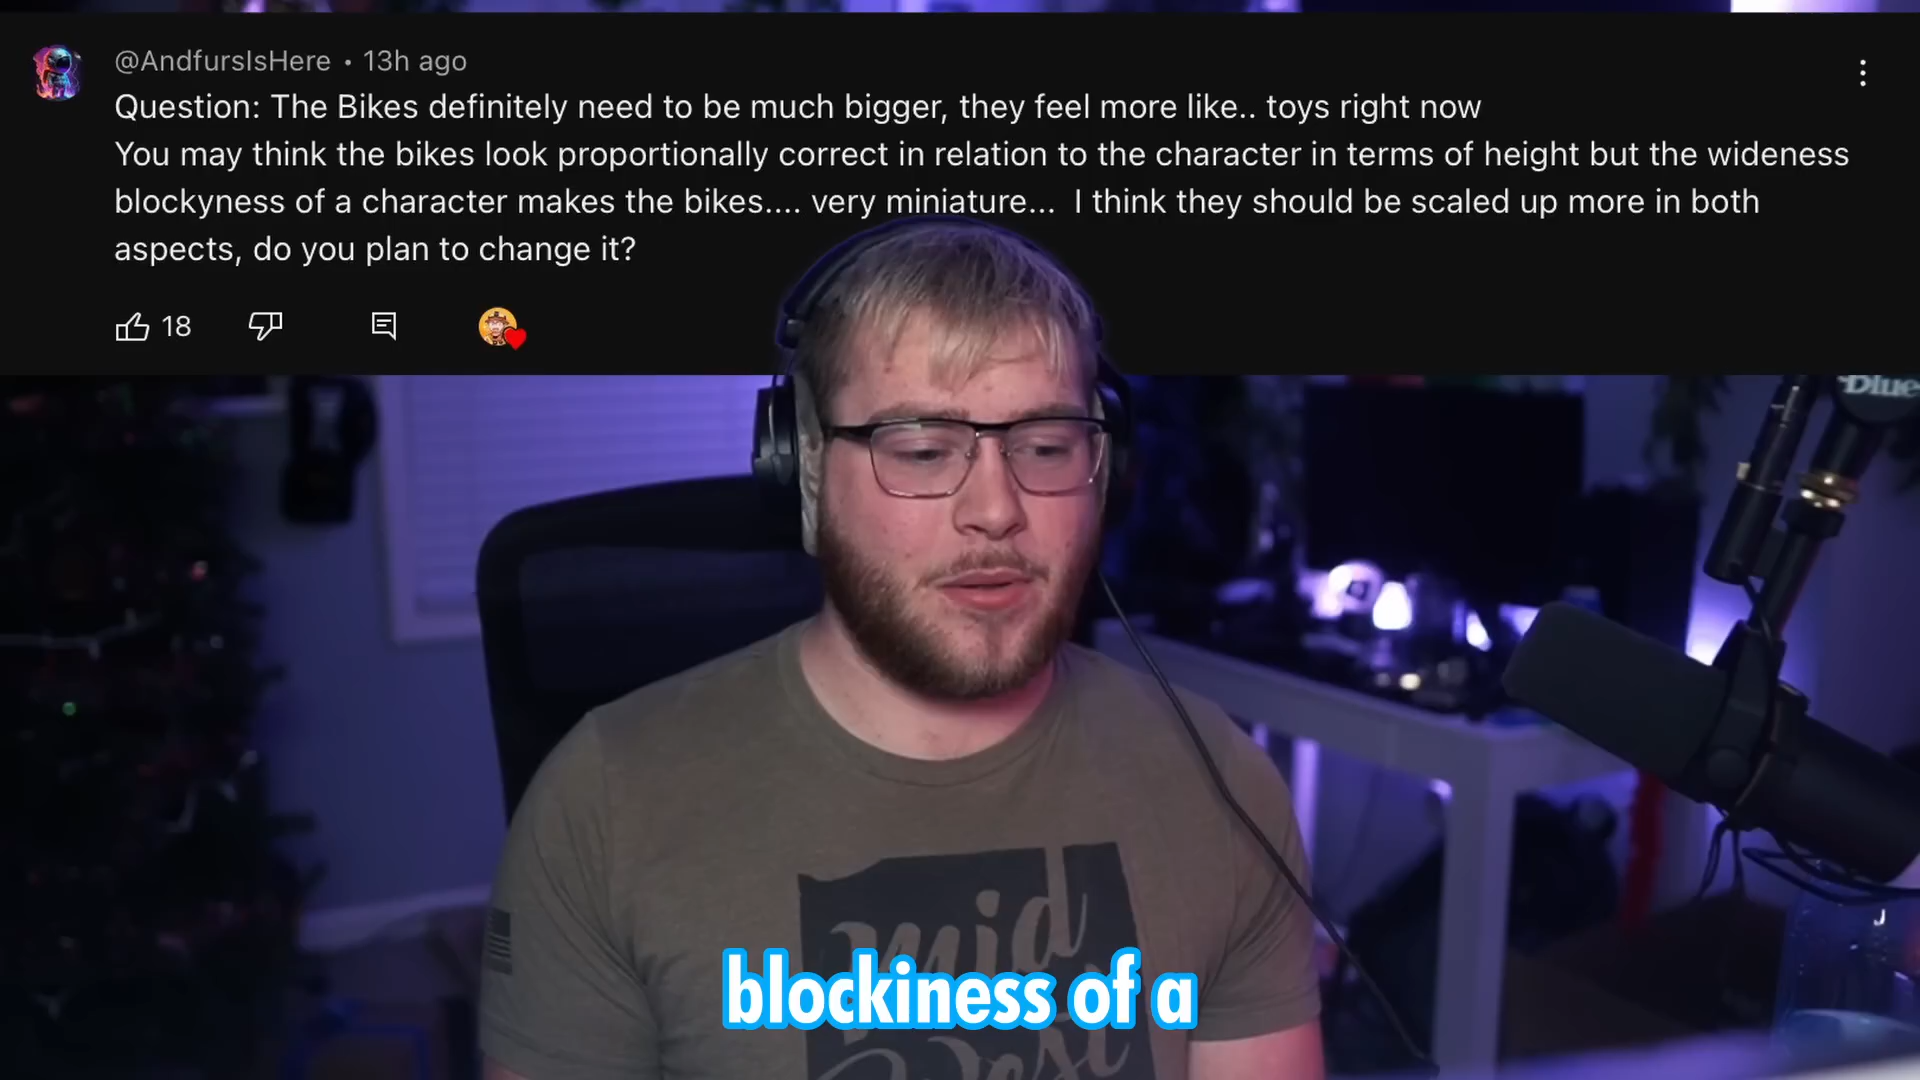 @AndfursIsHere • 13h ago
Question: The Bikes definitely need to be much bigger, they feel more like.. toys right now
You may think the bikes look proportionally correct in relation to the character in terms of height but the wideness
blockyness of a character makes the bikes.... very miniature... I think they should be scaled up more in both
aspects, do you plan to change it?
18
Blue
mid
West
blockiness of a